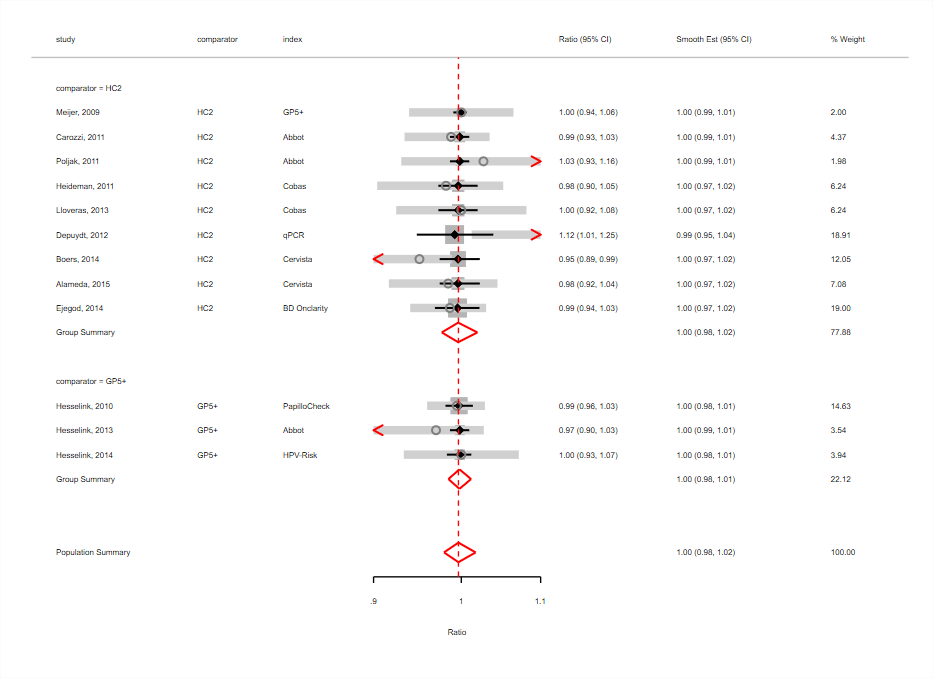 study comparator index Ratio (95% CI) Smooth Est (95% CI) % Weight
comparator = HC2
Meijer, 2009 HC2 GP5+ 1.00 (0.94, 1.06) 1.00 (0.99, 1.01) 2.00
Carozzi, 2011 HC2 Abbot 0.99 (0.93, 1.03) 1.00 (0.99, 1.01) 4.37
Poljak, 2011 HC2 Abbot 1.03 (0.93, 1.16) 1.00 (0.99, 1.01) 1.98
Heideman, 2011 HC2 Cobas 0.98 (0.90, 1.05) 1.00 (0.97, 1.02) 6.24
Lloveras, 2013 HC2 Cobas 1.00 (0.92, 1.08) 1.00 (0.97, 1.02) 6.24
Depuydt, 2012 HC2 qPCR 1.12 (1.01, 1.25) 0.99 (0.95, 1.04) 18.91
Boers, 2014 HC2 Cervista 0.95 (0.89, 0.99) 1.00 (0.97, 1.02) 12.05
Alameda, 2015 HC2 Cervista 0.98 (0.92, 1.04) 1.00 (0.97, 1.02) 7.08
Ejegod, 2014 HC2 BD Onclarity 0.99 (0.94, 1.03) 1.00 (0.97, 1.02) 19.00
Group Summary 1.00 (0.98, 1.02) 77.88
comparator = GP5+
Hesselink, 2010 GP5+ PapilloCheck 0.99 (0.96, 1.03) 1.00 (0.98, 1.01) 14.63
Hesselink, 2013 GP5+ Abbot 0.97 (0.90, 1.03) 1.00 (0.99, 1.01) 3.54
Hesselink, 2014 GP5+ HPV-Risk 1.00 (0.93, 1.07) 1.00 (0.98, 1.01) 3.94
Group Summary 1.00 (0.98, 1.01) 22.12
Population Summary 1.00 (0.98, 1.02) 100.00
.9 1 1.1
Ratio